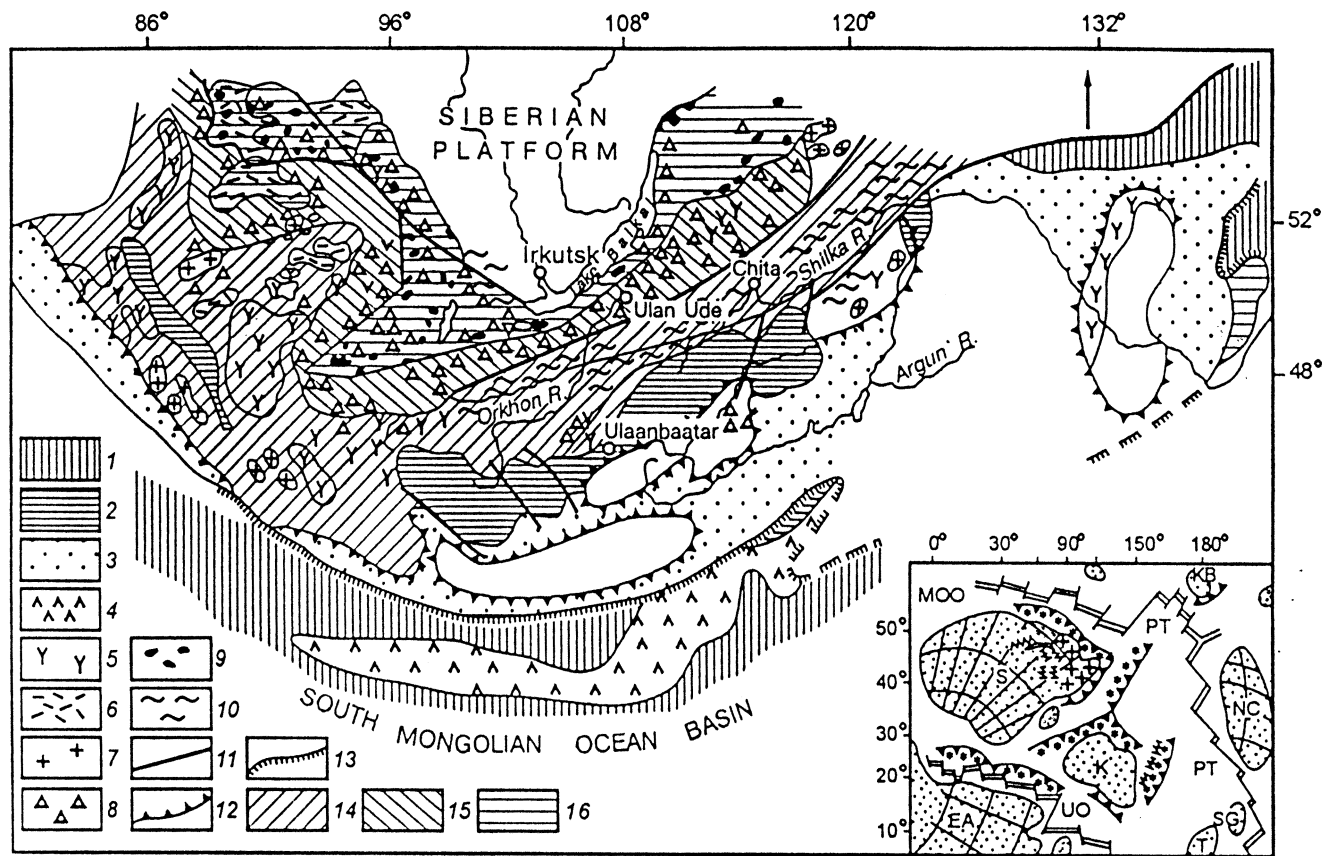 86° 96° 108° 120° 132°
SIBERIAN
PLATFORM
52°
Irkutsk
Chita
Shilka R.
Ulan Ude
48°
Argun' R.
Orkhon R.
Ulaanbaatar
1
2
3
4
5 9
6 10
7 11 13
8 12 14 15 16
SOUTH MONGOLIAN OCEAN BASIN
0° 30° 90° 150° 180°
KB
MOO
PT
50°
S
40°
NC
30°
K
20°
PT
UO
EA
SG
10°
T